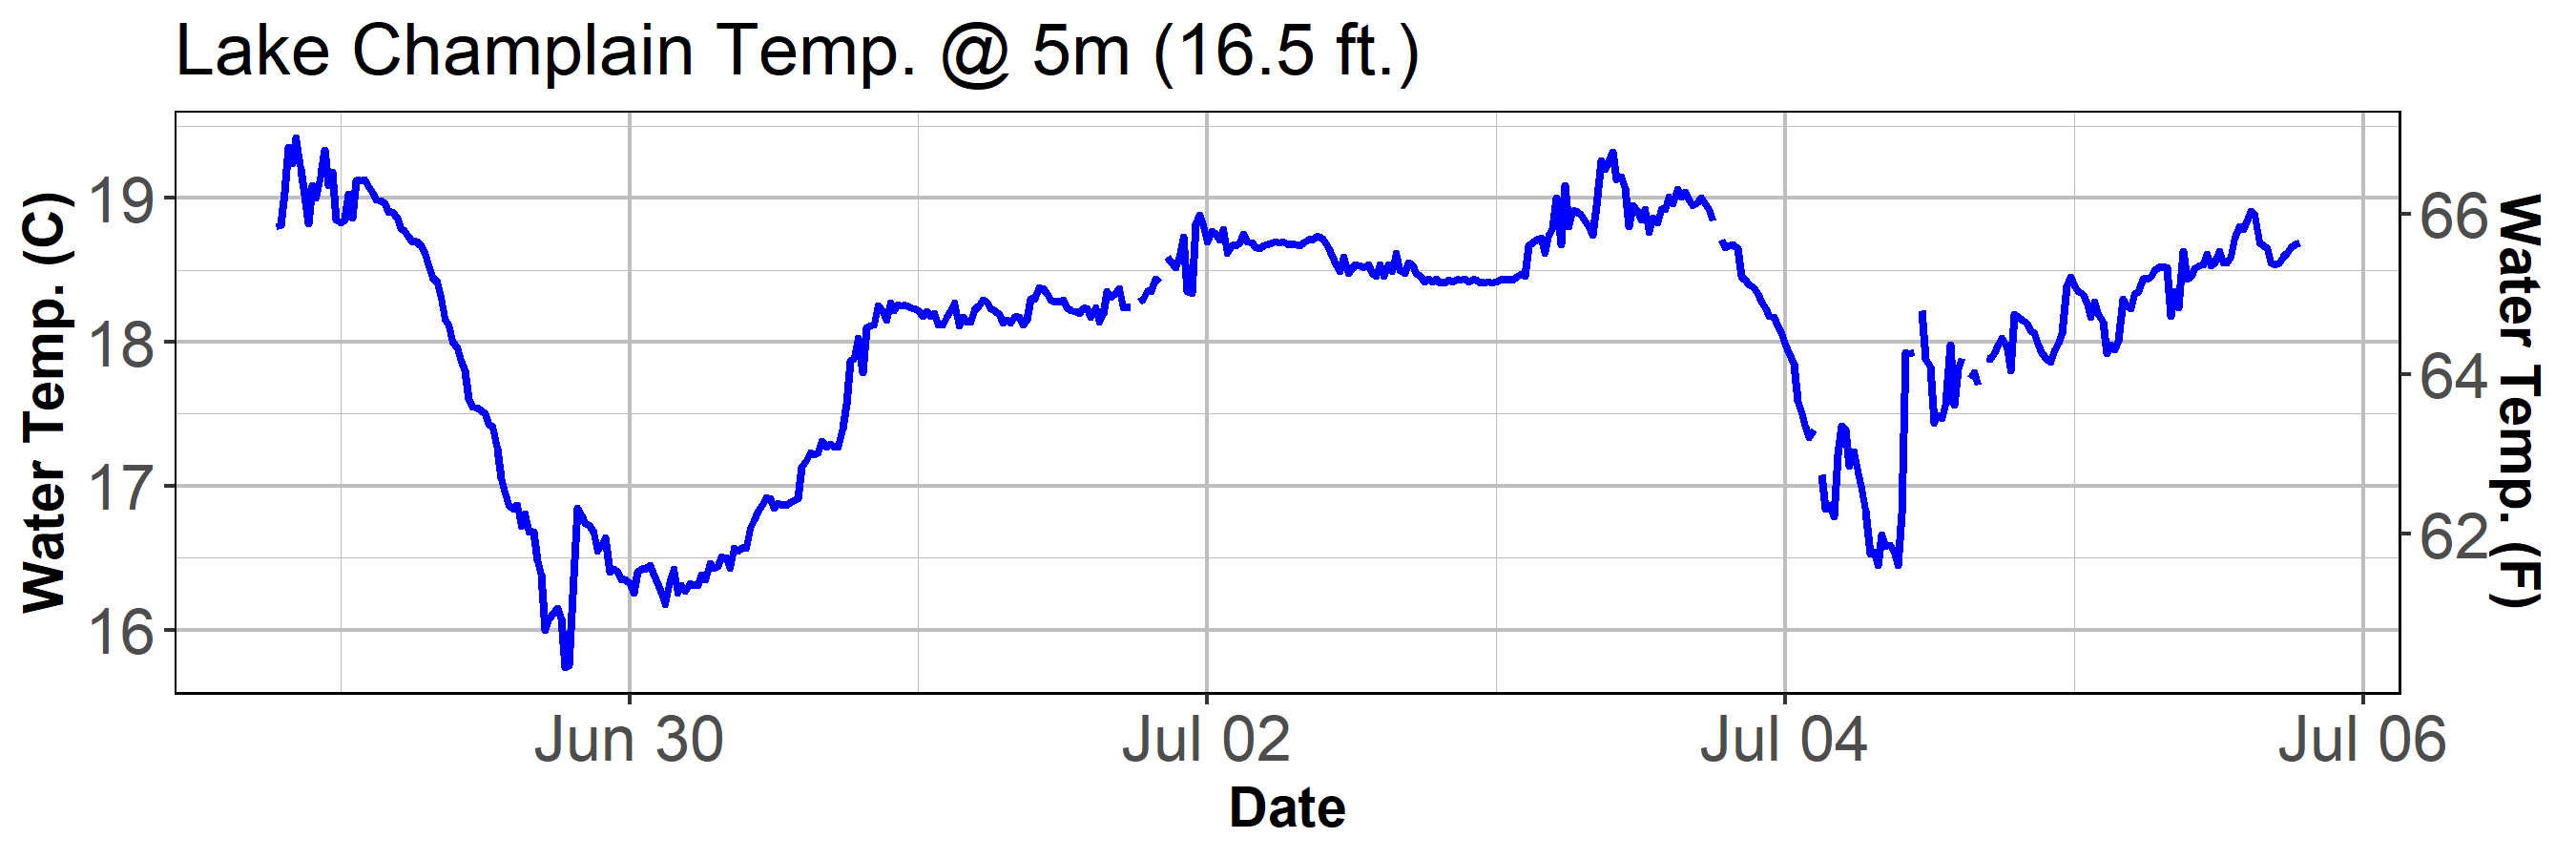 Lake Champlain Temp. @ 5m (16.5 ft.)
Water Temp. (C)
19
18
17
16
66
64
62
Water Temp. (F)
Jun 30
Jul 02
Jul 04
Jul 06
Date